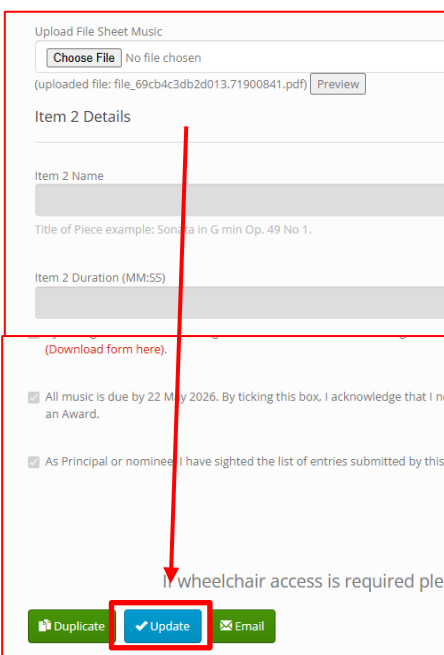 Upload File Sheet Music
Choose File No file chosen
(uploaded file: file_69cb4c3db2d013.71900841.pdf) Preview
Item 2 Details
Item 2 Name
Title of Piece example: Sonata in G min Op. 49 No 1.
Item 2 Duration (MM:SS)
(Download form here).
All music is due by 22 May 2026. By ticking this box, I acknowledge that I
an Award.
As Principal or nominee, I have sighted the list of entries submitted by this
If wheelchair access is required
Duplicate Update Email